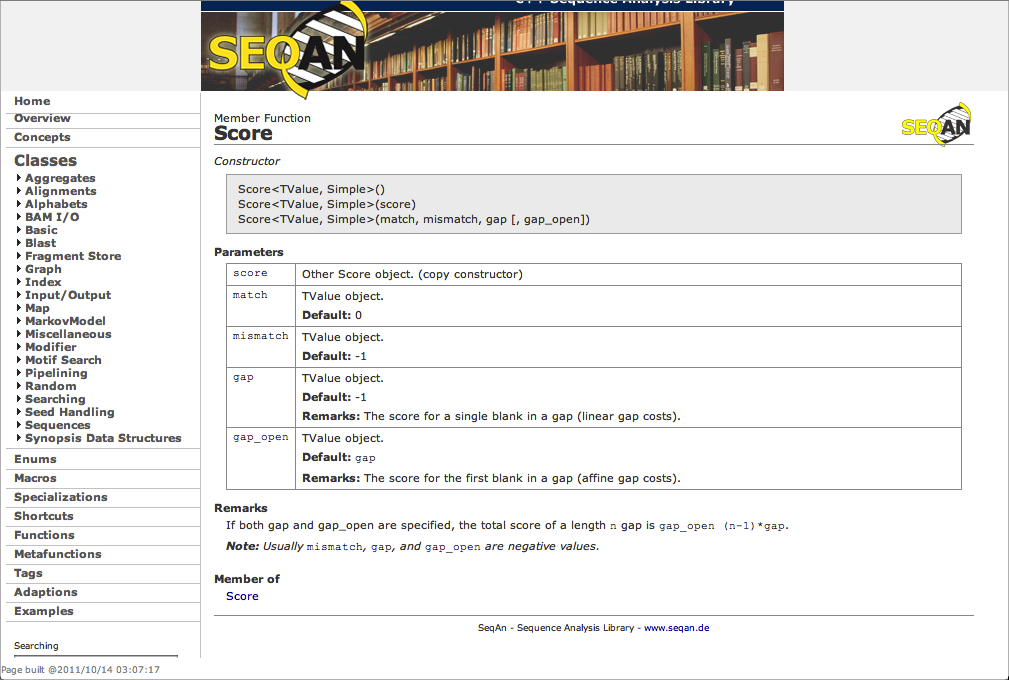 C++ Sequence Analysis Library
SEQAN
Home
Overview
Concepts
Classes
Aggregates
Alignments
Alphabets
BAM I/O
Basic
Blast
Fragment Store
Graph
Index
Input/Output
Map
MarkovModel
Miscellaneous
Modifier
Motif Search
Pipelining
Random
Searching
Seed Handling
Sequences
Synopsis Data Structures
Enums
Macros
Specializations
Shortcuts
Functions
Metafunctions
Tags
Adaptions
Examples
Searching
Page built @2011/10/14 03:07:17
Member Function
Score
SEQAN
Constructor
Score<TValue, Simple>()
Score<TValue, Simple>(score)
Score<TValue, Simple>(match, mismatch, gap [, gap_open])
Parameters
score Other Score object. (copy constructor)
match TValue object.
Default: 0
mismatch TValue object.
Default: -1
gap TValue object.
Default: -1
Remarks: The score for a single blank in a gap (linear gap costs).
gap_open TValue object.
Default: gap
Remarks: The score for the first blank in a gap (affine gap costs).
Remarks
If both gap and gap_open are specified, the total score of a length n gap is gap_open (n-1)*gap.
Note: Usually mismatch, gap, and gap_open are negative values.
Member of
Score
SeqAn - Sequence Analysis Library - www.seqan.de